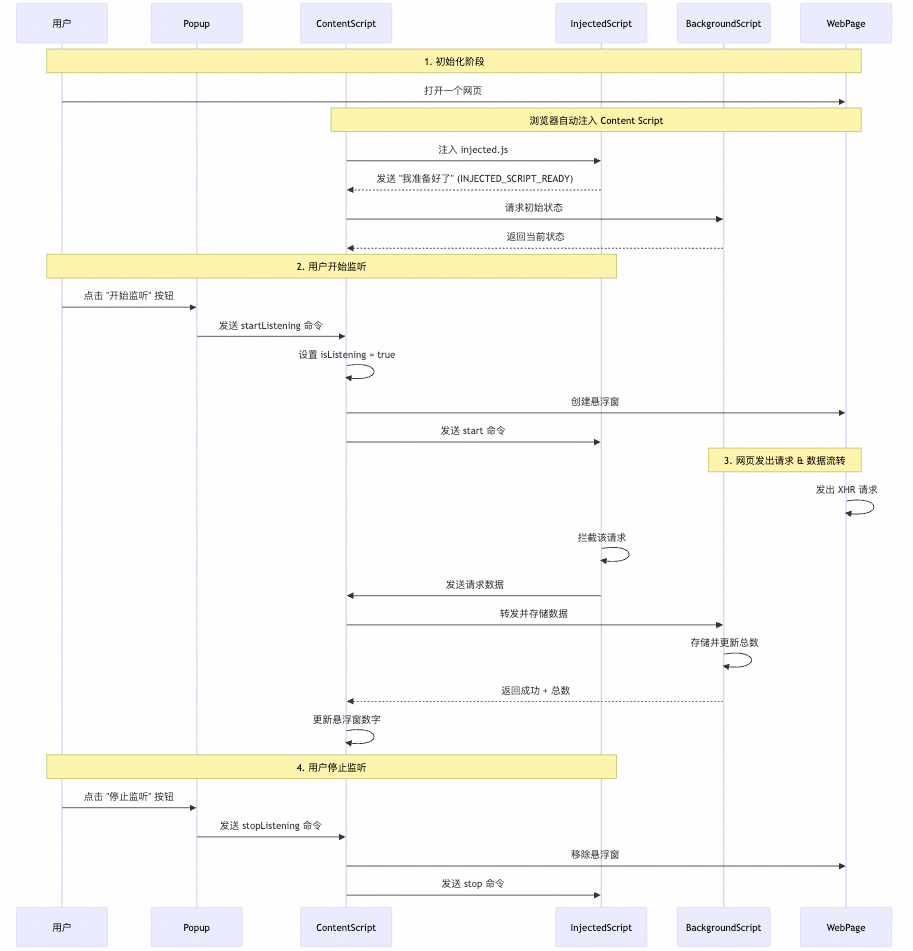 用户 Popup ContentScript InjectedScript BackgroundScript WebPage
1. 初始化阶段
打开一个网页
浏览器自动注入 Content Script
注入 injected.js
发送 "我准备好了" (INJECTED_SCRIPT_READY)
请求初始状态
返回当前状态
2. 用户开始监听
点击 "开始监听" 按钮
发送 startListening 命令
设置 isListening = true
创建悬浮窗
发送 start 命令
3. 网页发出请求 & 数据流转
发出 XHR 请求
拦截该请求
发送请求数据
转发并存储数据
存储并更新总数
返回成功 + 总数
更新悬浮窗数字
4. 用户停止监听
点击 "停止监听" 按钮
发送 stopListening 命令
移除悬浮窗
发送 stop 命令
用户 Popup ContentScript InjectedScript BackgroundScript WebPage